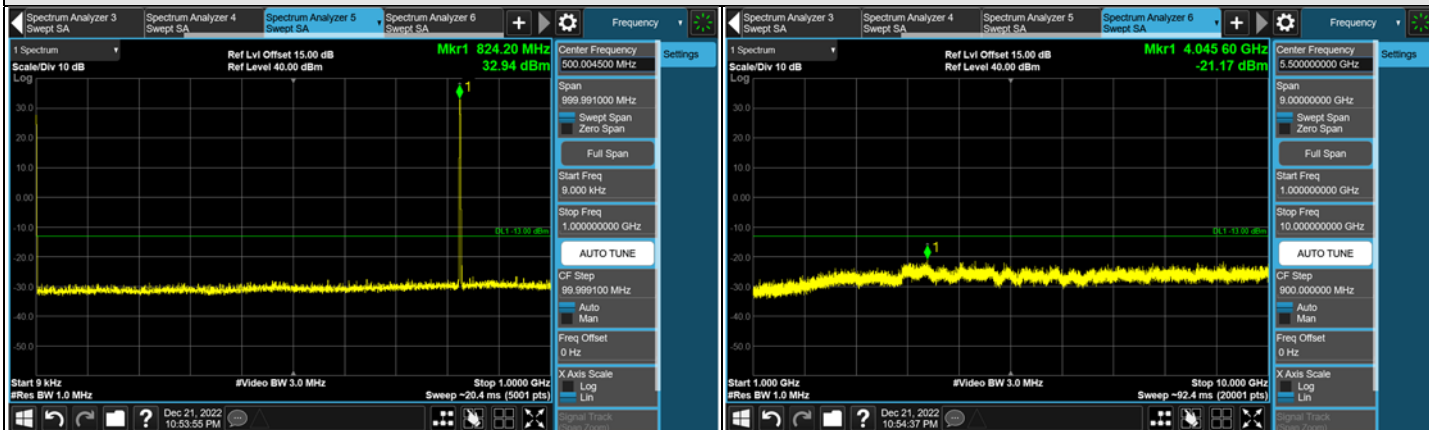 Spectrum Analyzer 3
Swept SA
Spectrum Analyzer 4
Swept SA
Spectrum Analyzer 5
Swept SA
Spectrum Analyzer 6
Swept SA
+
Frequency
1 Spectrum
Scale/Div 10 dB
Log
Ref Lvl Offset 15.00 dB
Ref Level 40.00 dBm
Mkr1 824.20 MHz
32.94 dBm
1
30.0
20.0
10.0
0.00
-10.0
-20.0
-30.0
-40.0
-50.0
DL1 -13.00 dBm
Start 9 kHz
#Res BW 1.0 MHz
#Video BW 3.0 MHz
Stop 1.0000 GHz
Sweep ~20.4 ms (5001 pts)
Center Frequency
500.004500 MHz
Settings
Span
999.991000 MHz
Swept Span
Zero Span
Full Span
Start Freq
9.000 kHz
Stop Freq
1.000000000 GHz
AUTO TUNE
CF Step
99.999100 MHz
Auto
Man
Freq Offset
0 Hz
X Axis Scale
Log
Lin
Signal Track
(Span Zoom)
?
Dec 21, 2022
10:53:55 PM
Spectrum Analyzer 3
Swept SA
Spectrum Analyzer 4
Swept SA
Spectrum Analyzer 5
Swept SA
Spectrum Analyzer 6
Swept SA
+
Frequency
1 Spectrum
Scale/Div 10 dB
Log
Ref Lvl Offset 15.00 dB
Ref Level 40.00 dBm
Mkr1 4.045 60 GHz
-21.17 dBm
1
30.0
20.0
10.0
0.00
-10.0
-20.0
-30.0
-40.0
-50.0
DL1 -13.00 dBm
Start 1.000 GHz
#Res BW 1.0 MHz
#Video BW 3.0 MHz
Stop 10.000 GHz
Sweep ~92.4 ms (20001 pts)
Center Frequency
5.500000000 GHz
Settings
Span
9.00000000 GHz
Swept Span
Zero Span
Full Span
Start Freq
1.000000000 GHz
Stop Freq
10.000000000 GHz
AUTO TUNE
CF Step
900.000000 MHz
Auto
Man
Freq Offset
0 Hz
X Axis Scale
Log
Lin
Signal Track
(Span Zoom)
?
Dec 21, 2022
10:54:37 PM